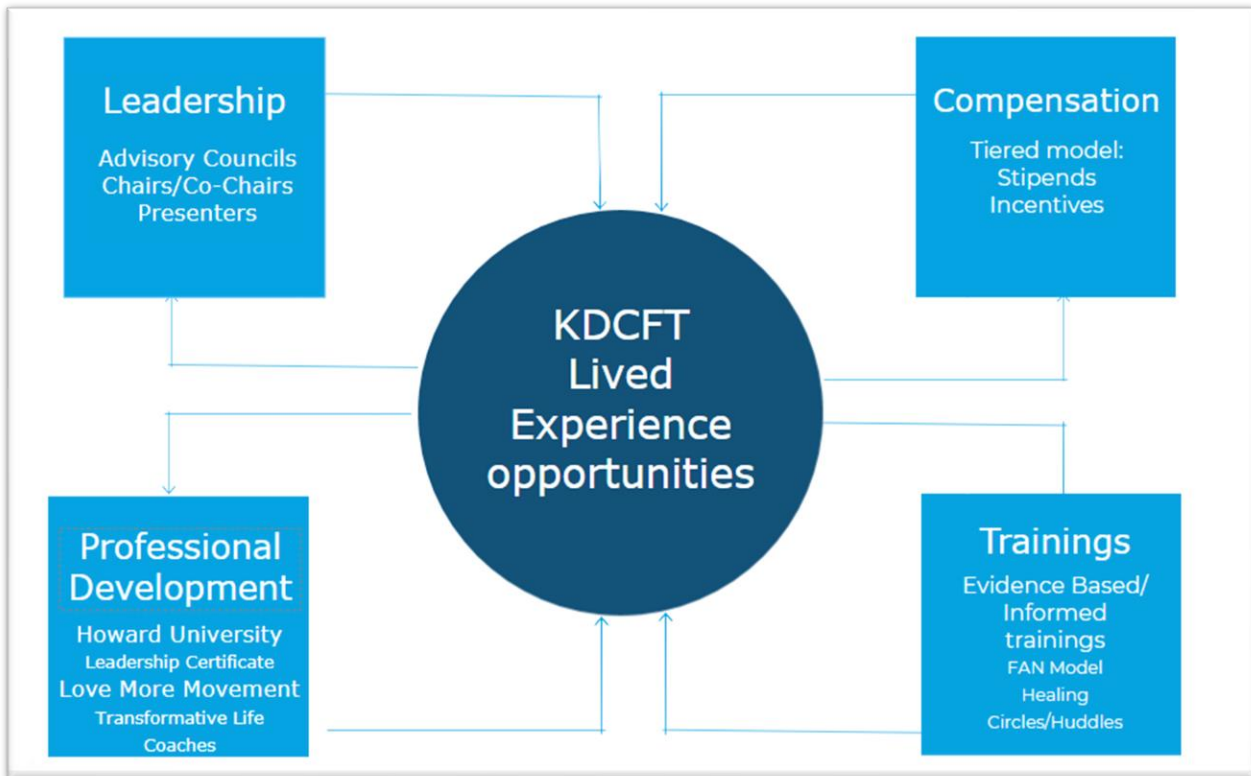 Leadership
Advisory Councils
Chairs/Co-Chairs
Presenters
Compensation
Tiered model:
Stipends
Incentives
KDCFT
Lived
Experience
opportunities
Professional
Development
Howard University
Leadership Certificate
Love More Movement
Transformative Life
Coaches
Trainings
Evidence Based/
Informed
trainings
FAN Model
Healing
Circles/Huddles